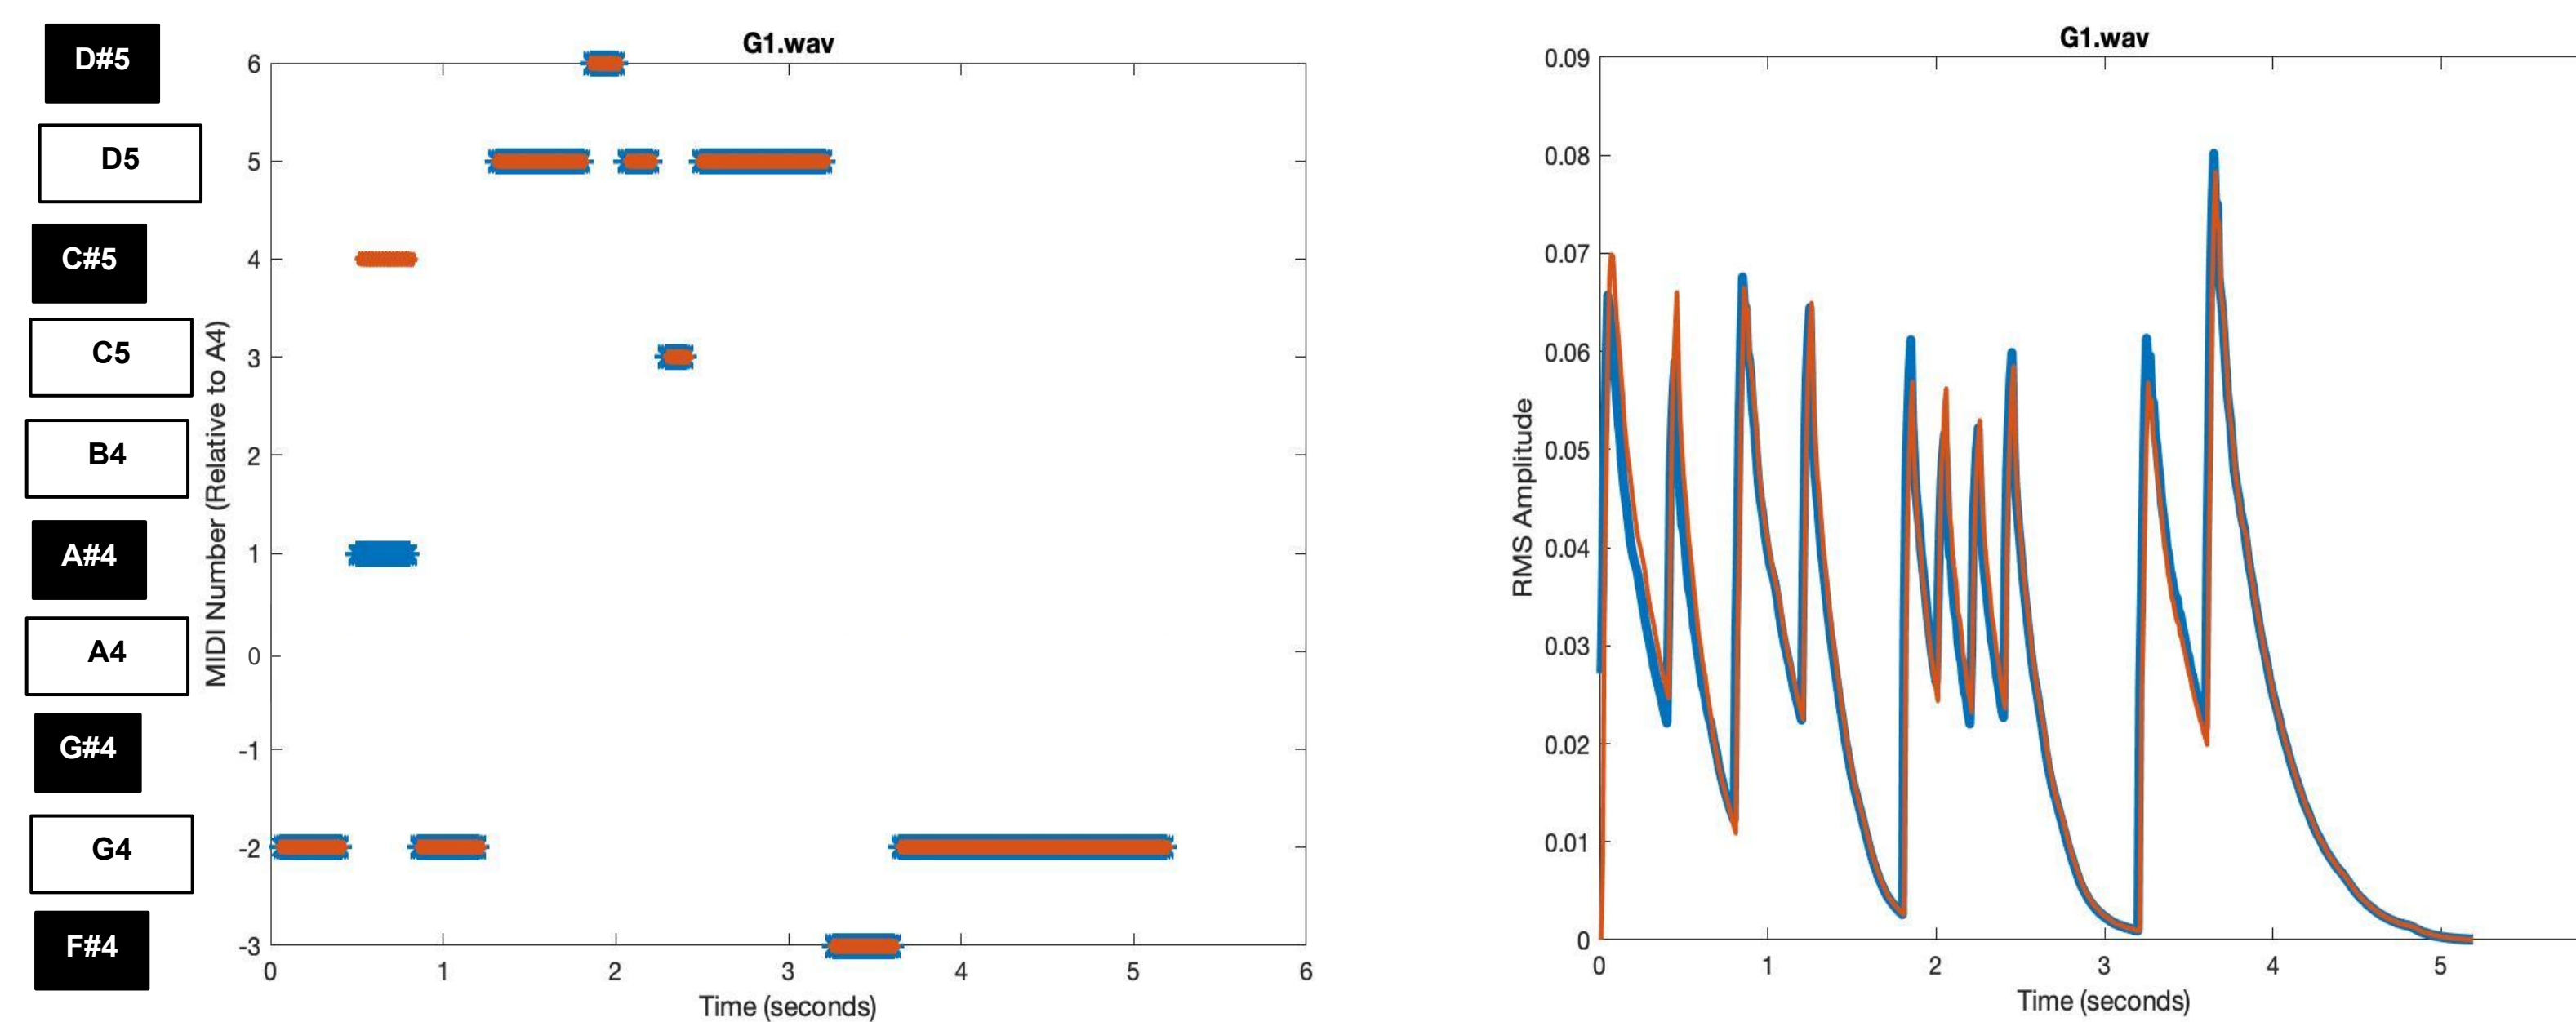 D#5
D5
C#5
C5
B4
A#4
A4
G#4
G4
F#4
G1.wav
MIDI Number (Relative to A4)
6
5
4
3
2
1
0
-1
-2
-3
0 1 2 3 4 5 6
Time (seconds)
G1.wav
RMS Amplitude
0.09
0.08
0.07
0.06
0.05
0.04
0.03
0.02
0.01
0
0 1 2 3 4 5
Time (seconds)